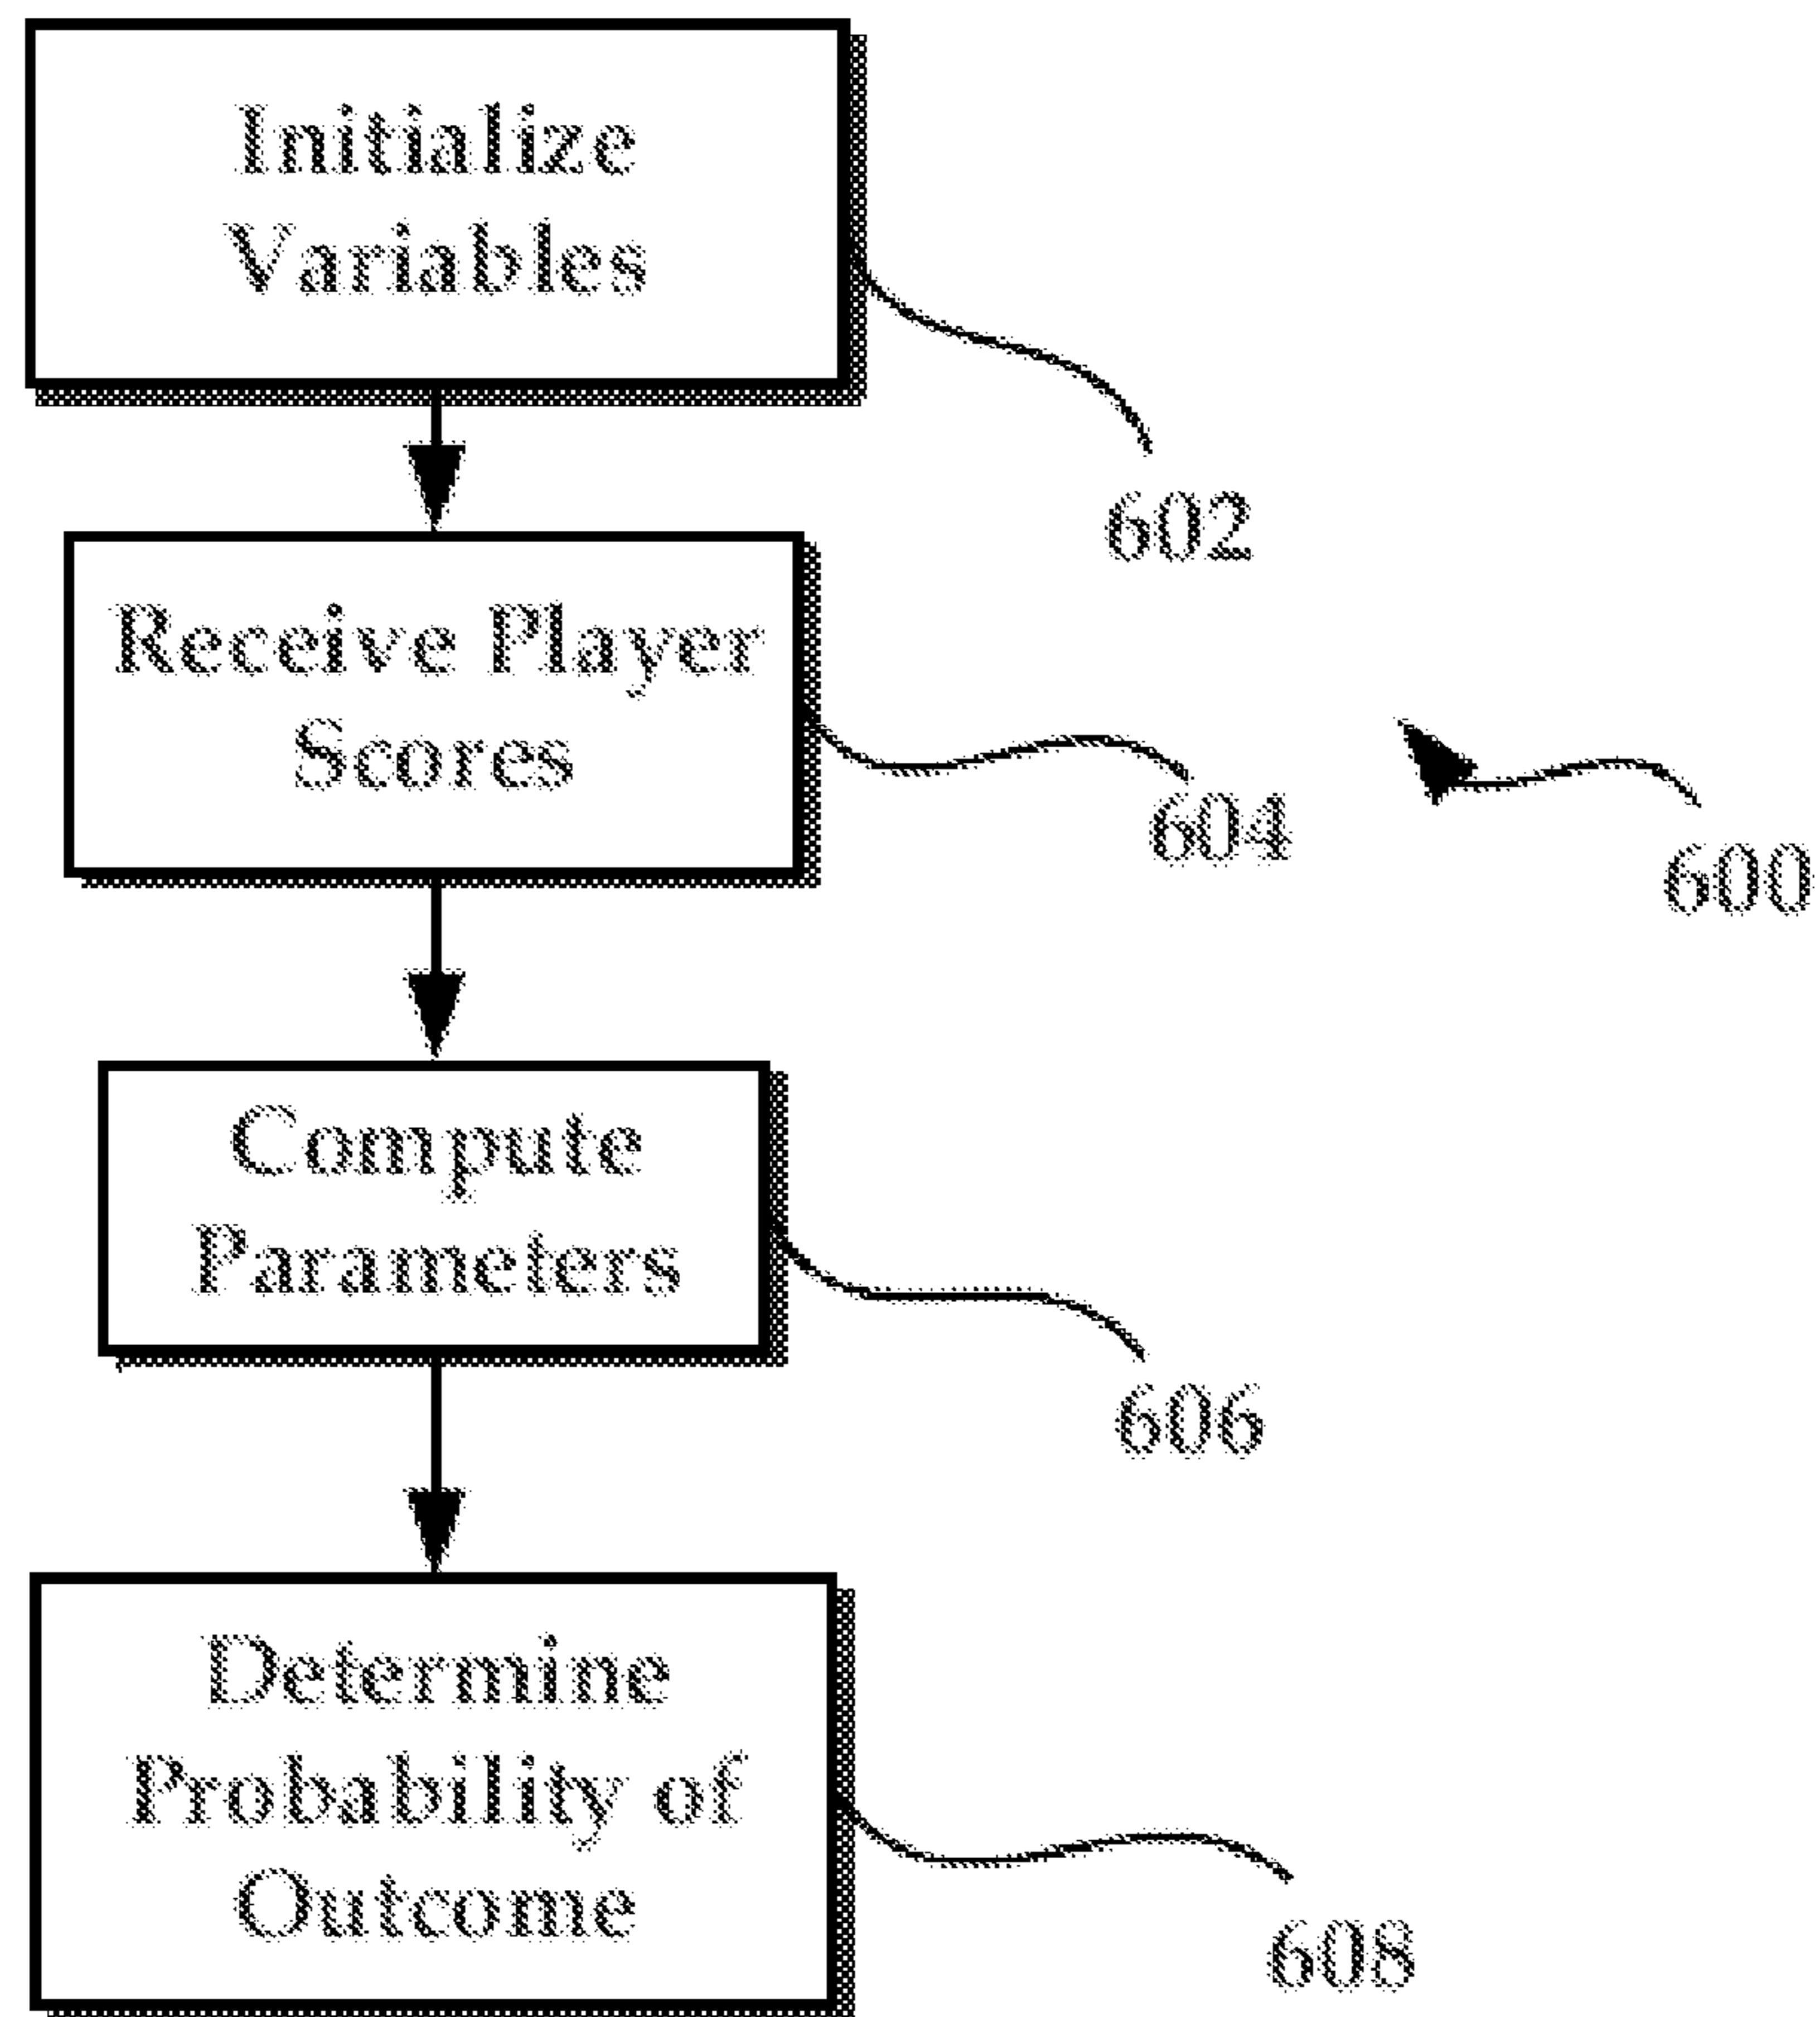 Initialize
Variables
602
Receive Player
Scores
604
600
Compute
Parameters
606
Determine
Probability of
Outcome
608